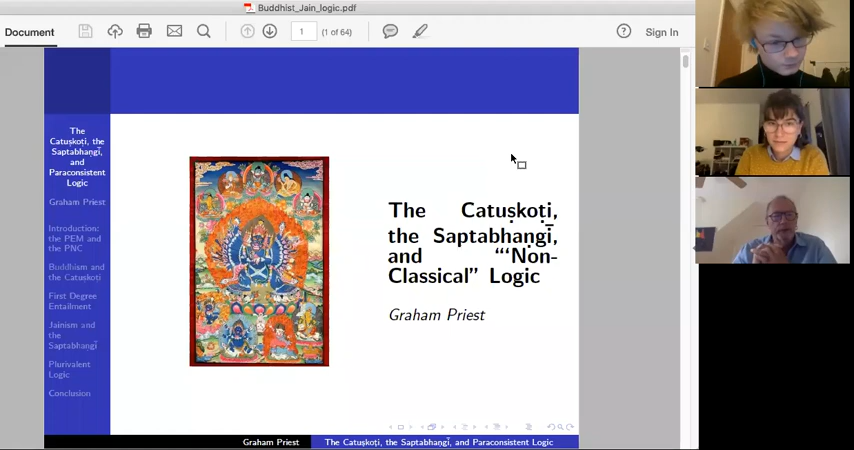 Buddhist_Jain_logic.pdf
Document
1
(1 of 64)
Sign In
The
Catuṣkoṭi, the
Saptabhaṅgī,
and
Paraconsistent
Logic
Graham Priest
Introduction:
the PEM and
the PNC
Buddhism and
the Catuṣkoṭi
First Degree
Entailment
Jainism and
the
Saptabhaṅgī
Plurivalent
Logic
Conclusion
The Catuṣkoṭi,
the Saptabhaṅgī,
and "‘Non-
Classical" Logic
Graham Priest
Graham Priest
The Catuṣkoṭi, the Saptabhaṅgī, and Paraconsistent Logic